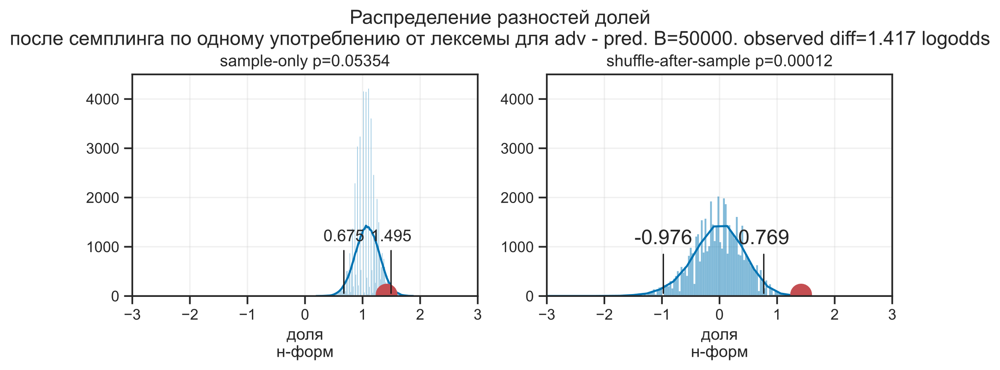 Распределение разностей долей
после семплинга по одному употреблению от лексемы для adv - pred. B=50000. observed diff=1.417 logodds
sample-only p=0.05354
4000
3000
2000
1000
0
0.675 1.495
−3 −2 −1 0 1 2 3
доля
н-форм
shuffle-after-sample p=0.00012
4000
3000
2000
1000
0
-0.976 0.769
−3 −2 −1 0 1 2 3
доля
н-форм